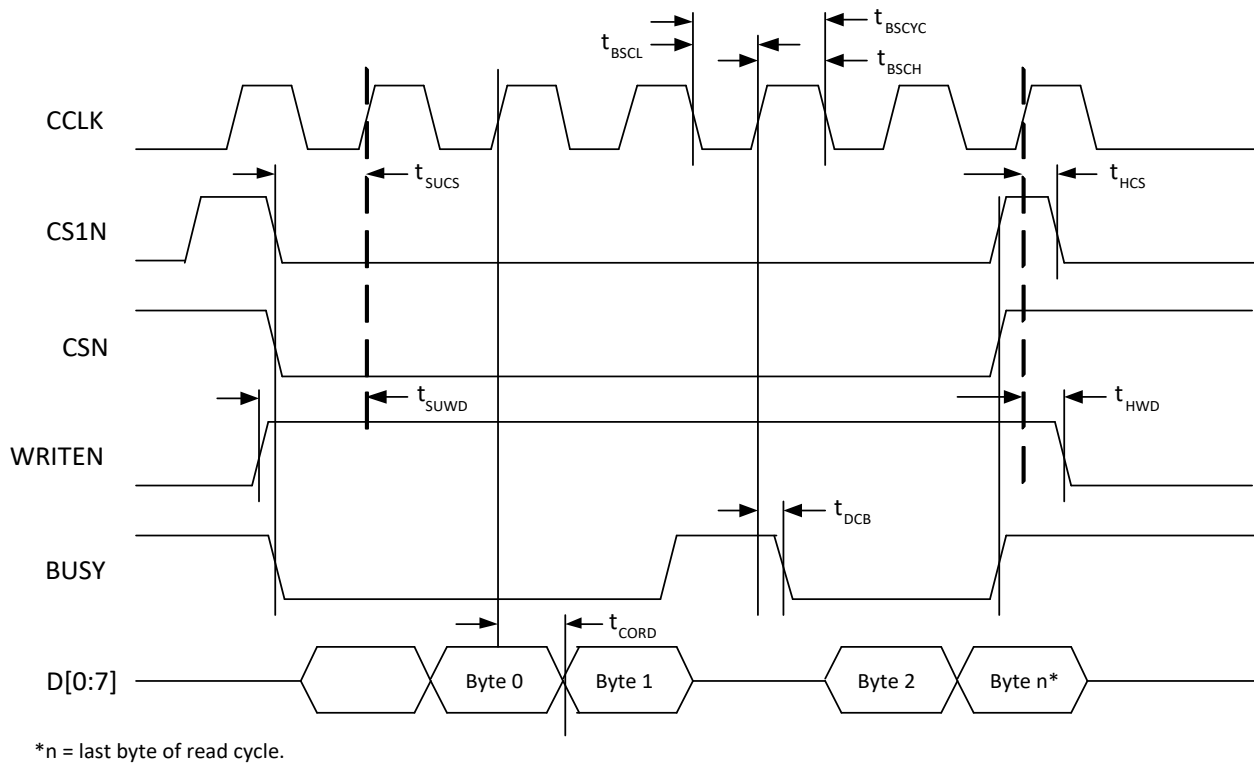 tBSCYC
tBSCL
tBSCH
CCLK
tSUCS
tHCS
CS1N
CSN
tSUWD
tHWD
WRITEN
tDCB
BUSY
tCORD
D[0:7]
Byte 0
Byte 1
Byte 2
Byte n*
*n = last byte of read cycle.